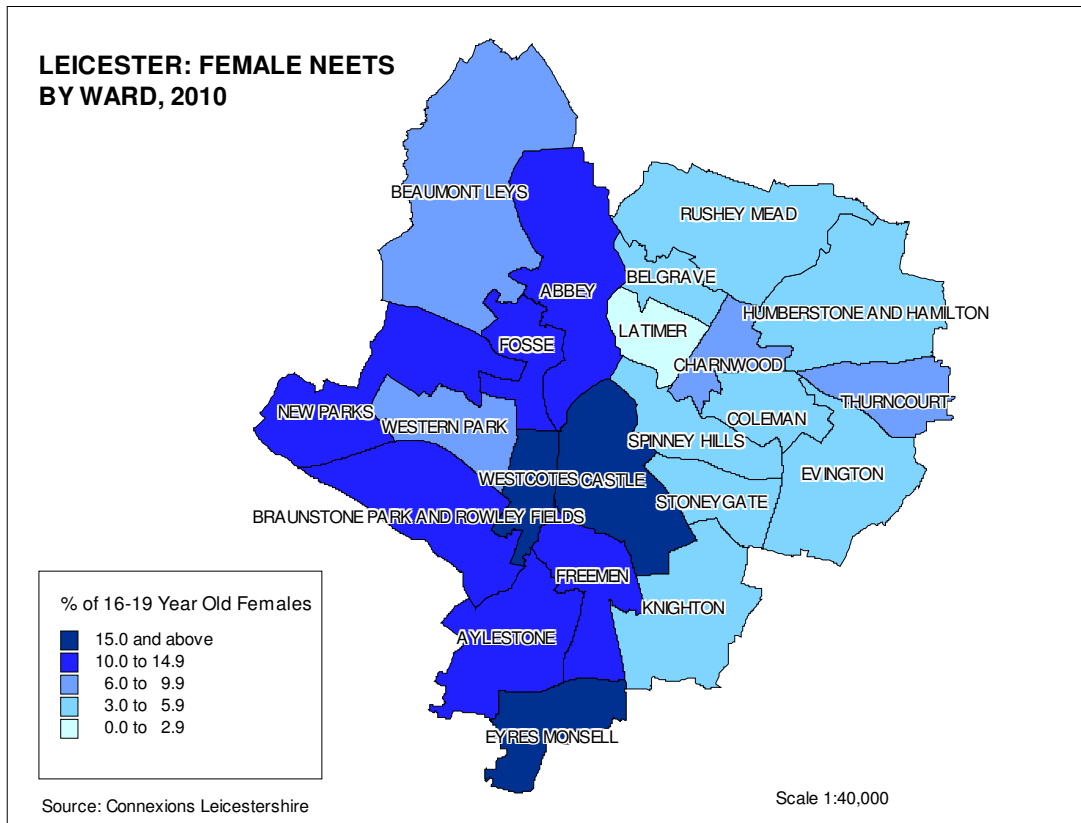 LEICESTER: FEMALE NEETS
BY WARD, 2010
BEAUMONT LEYS
RUSHEY MEAD
BELGRAVE
ABBEY
HUMBERSTONE AND HAMILTON
LATIMER
FOSSE
CHARNWOOD
THURNCOURT
NEW PARKS
WESTERN PARK
COLEMAN
SPINNEY HILLS
EVINGTON
WESTCOTES
CASTLE
STONEYGATE
BRAUNSTONE PARK AND ROWLEY FIELDS
FREEMEN
KNIGHTON
AYLESTONE
EYRES MONSELL
% of 16-19 Year Old Females
15.0 and above
10.0 to 14.9
6.0 to 9.9
3.0 to 5.9
0.0 to 2.9
Source: Connexions Leicestershire
Scale 1:40,000